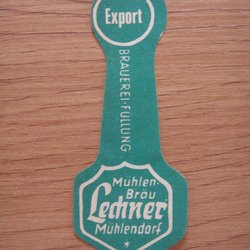 Export
BRAUEREI-FÜLLUNG
Mühlen-
Bräu
Lechner
Mühlendorf